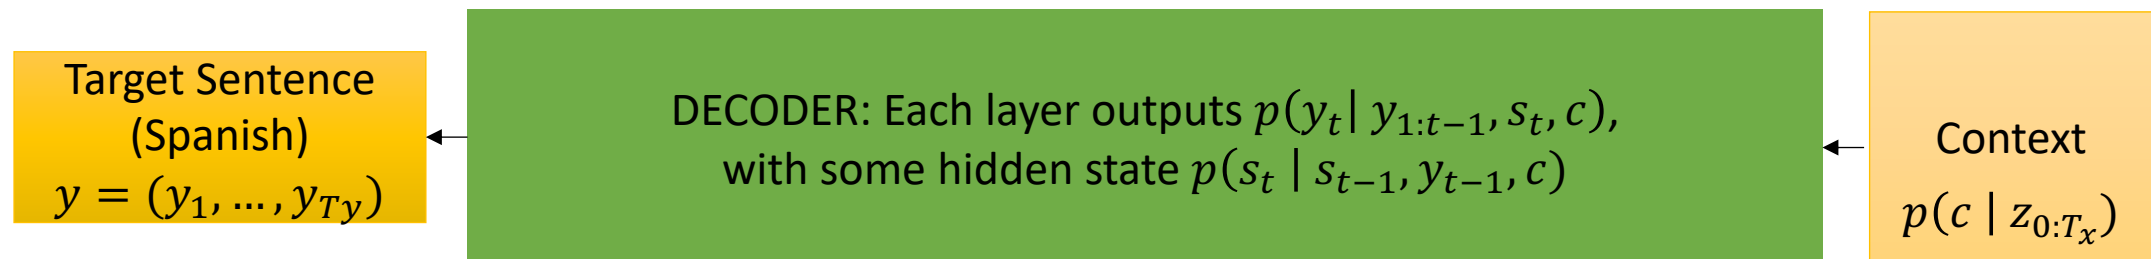 Target Sentence
(Spanish)
𝑦 = (𝑦₁, … , 𝑦_{𝑇𝑦})
DECODER: Each layer outputs 𝑝(𝑦_𝑡| 𝑦_{1:𝑡−1}, 𝑠_𝑡, 𝑐),
with some hidden state 𝑝(𝑠_𝑡 | 𝑠_{𝑡−1}, 𝑦_{𝑡−1}, 𝑐)
Context
𝑝(𝑐 | 𝑧_{0:𝑇_𝑥})